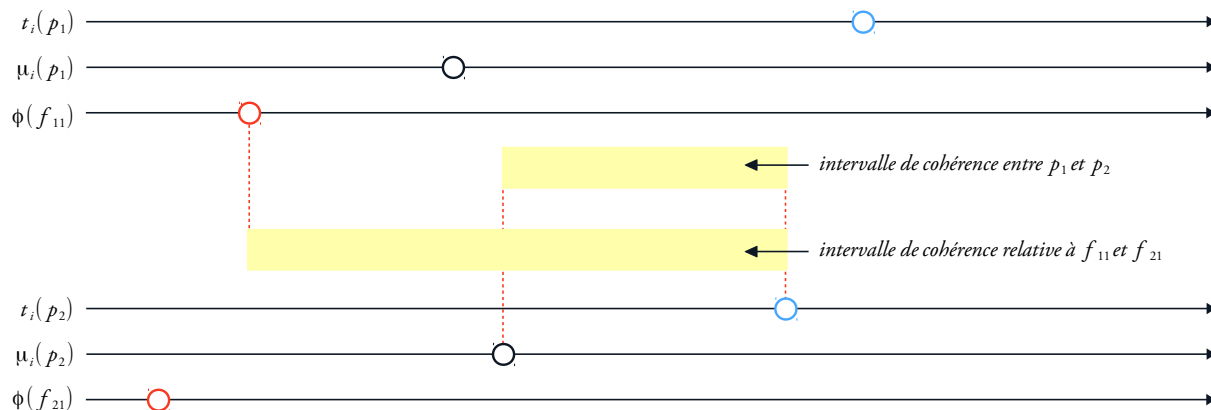 tᵢ(p₁)
μᵢ(p₁)
ϕ(f₁₁)
intervalle de cohérence entre p₁ et p₂
intervalle de cohérence relative à f₁₁ et f₂₁
tᵢ(p₂)
μᵢ(p₂)
ϕ(f₂₁)